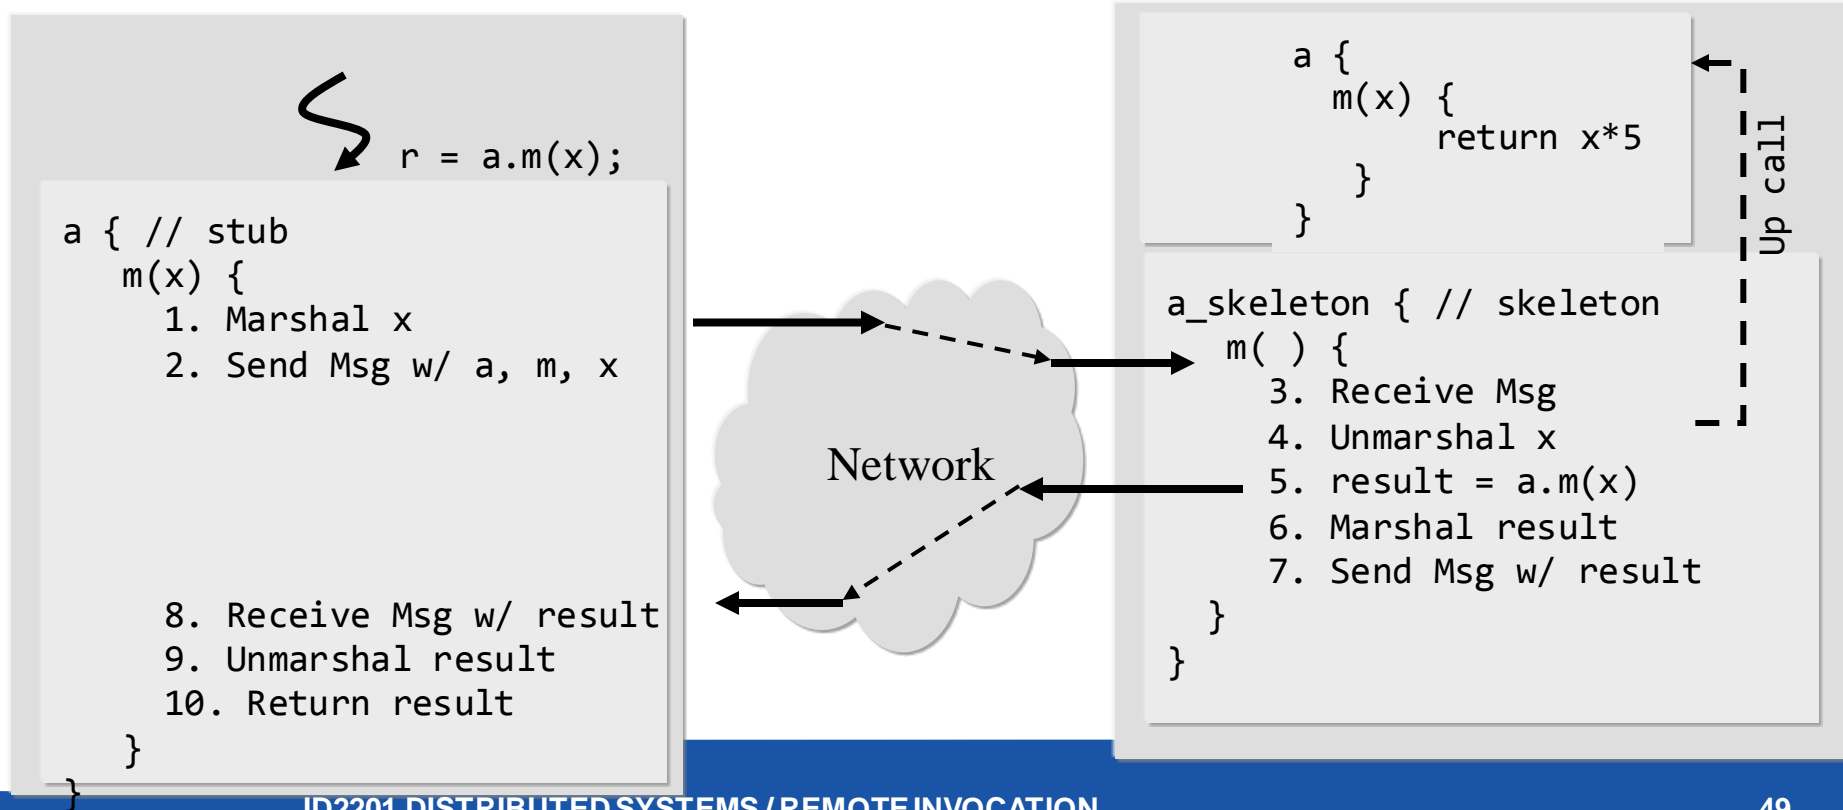 r = a.m(x);
a { // stub
m(x) {
1. Marshal x
2. Send Msg w/ a, m, x
8. Receive Msg w/ result
9. Unmarshal result
10. Return result
}
}
Network
a {
m(x) {
return x*5
}
}
Up call
a_skeleton { // skeleton
m( ) {
3. Receive Msg
4. Unmarshal x
5. result = a.m(x)
6. Marshal result
7. Send Msg w/ result
}
}
ID2201 DISTRIBUTED SYSTEMS / REMOTE INVOCATION
49